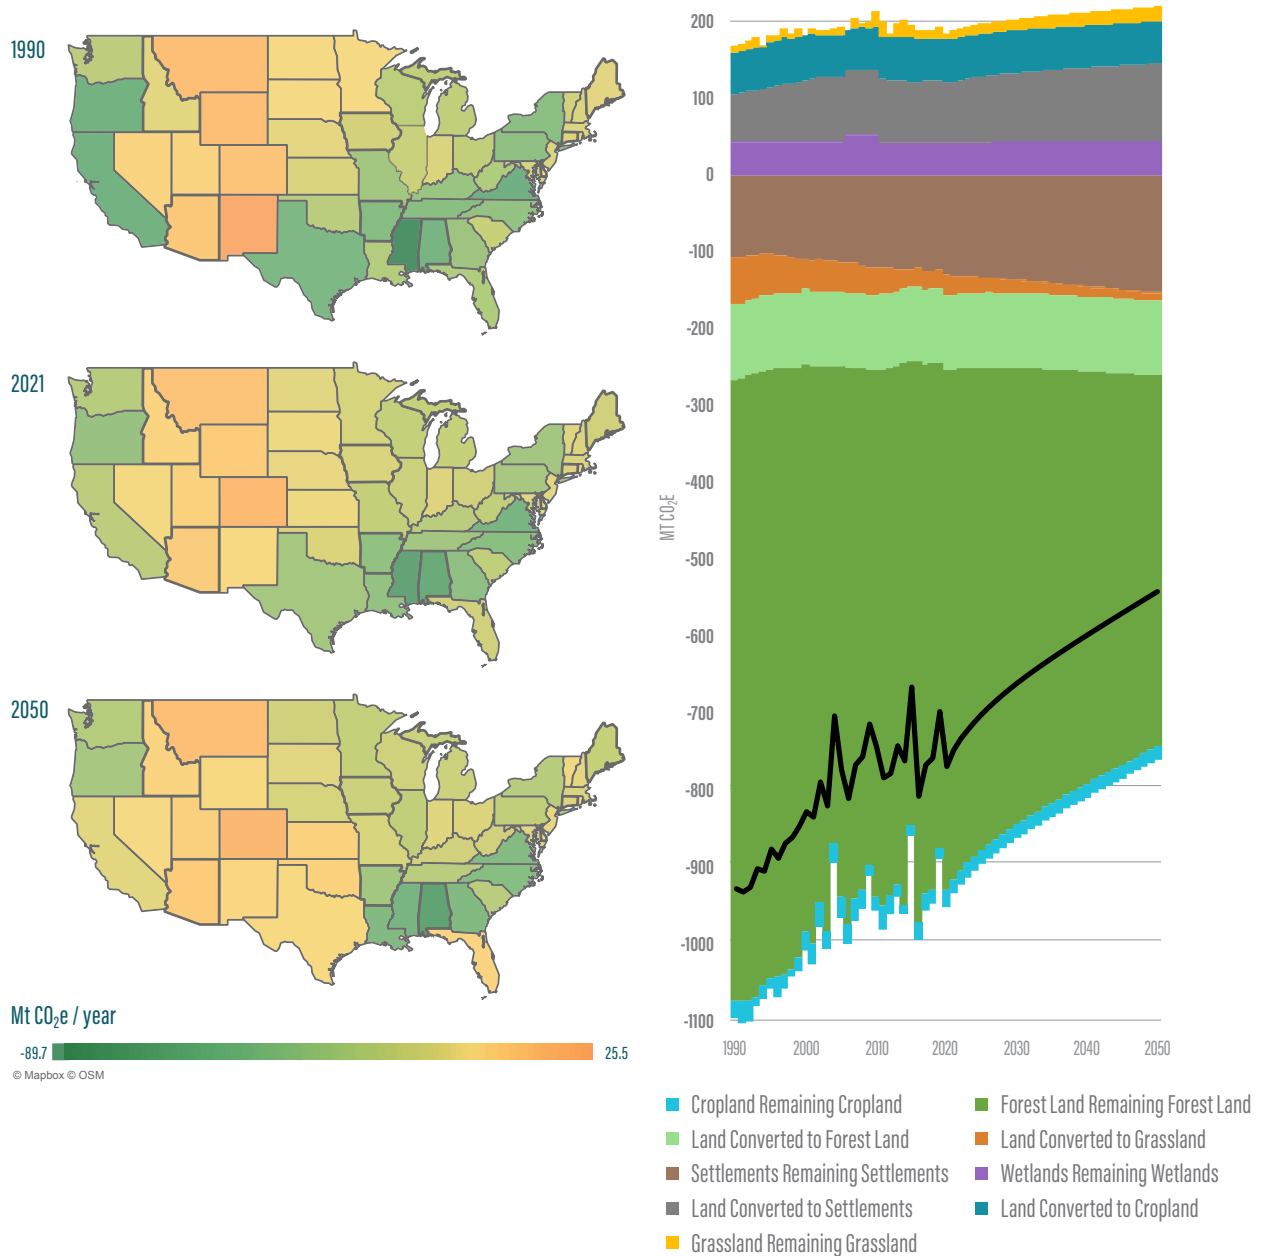 1990
2021
2050
Mt CO₂e / year
-89.7
25.5
© Mapbox © OSM
200
100
0
-100
-200
-300
-400
-500
-600
-700
-800
-900
-1000
-1100
MT CO₂E
1990 2000 2010 2020 2030 2040 2050
Cropland Remaining Cropland
Forest Land Remaining Forest Land
Land Converted to Forest Land
Land Converted to Grassland
Settlements Remaining Settlements
Wetlands Remaining Wetlands
Land Converted to Settlements
Land Converted to Cropland
Grassland Remaining Grassland